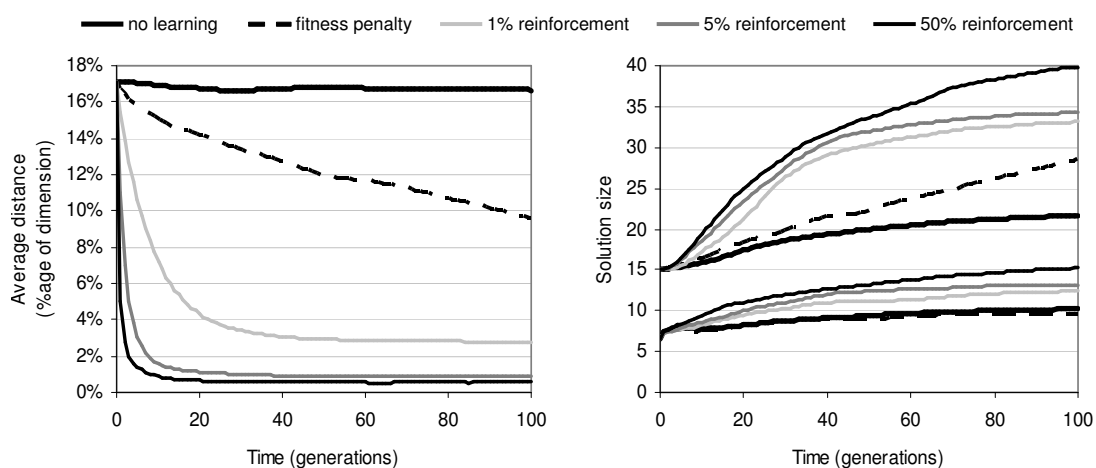 no learning fitness penalty 1% reinforcement 5% reinforcement 50% reinforcement
18%
16%
14%
12%
10%
8%
6%
4%
2%
0%
Average distance
(%age of dimension)
0 20 40 60 80 100
Time (generations)
40
35
30
25
20
15
10
5
0
Solution size
0 20 40 60 80 100
Time (generations)